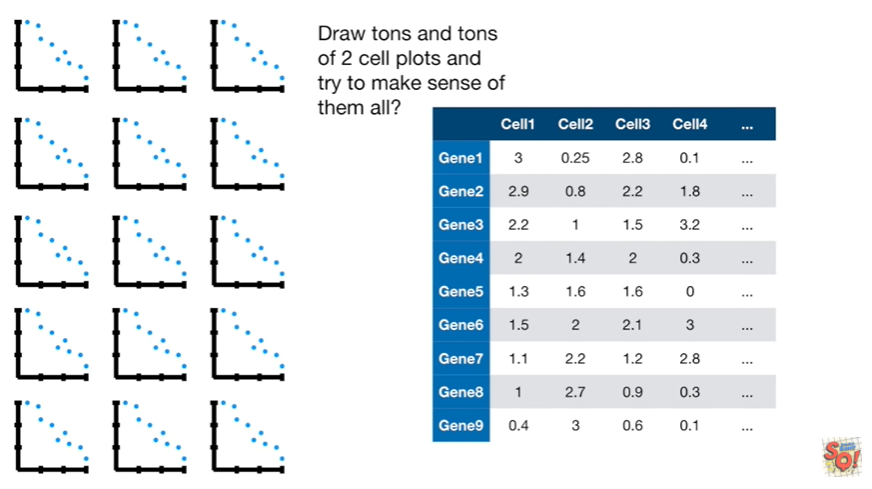 Draw tons and tons
of 2 cell plots and
try to make sense of
them all?
Cell1 Cell2 Cell3 Cell4 ...
Gene1 3 0.25 2.8 0.1 ...
Gene2 2.9 0.8 2.2 1.8 ...
Gene3 2.2 1 1.5 3.2 ...
Gene4 2 1.4 2 0.3 ...
Gene5 1.3 1.6 1.6 0 ...
Gene6 1.5 2 2.1 3 ...
Gene7 1.1 2.2 1.2 2.8 ...
Gene8 1 2.7 0.9 0.3 ...
Gene9 0.4 3 0.6 0.1 ...
SQ!